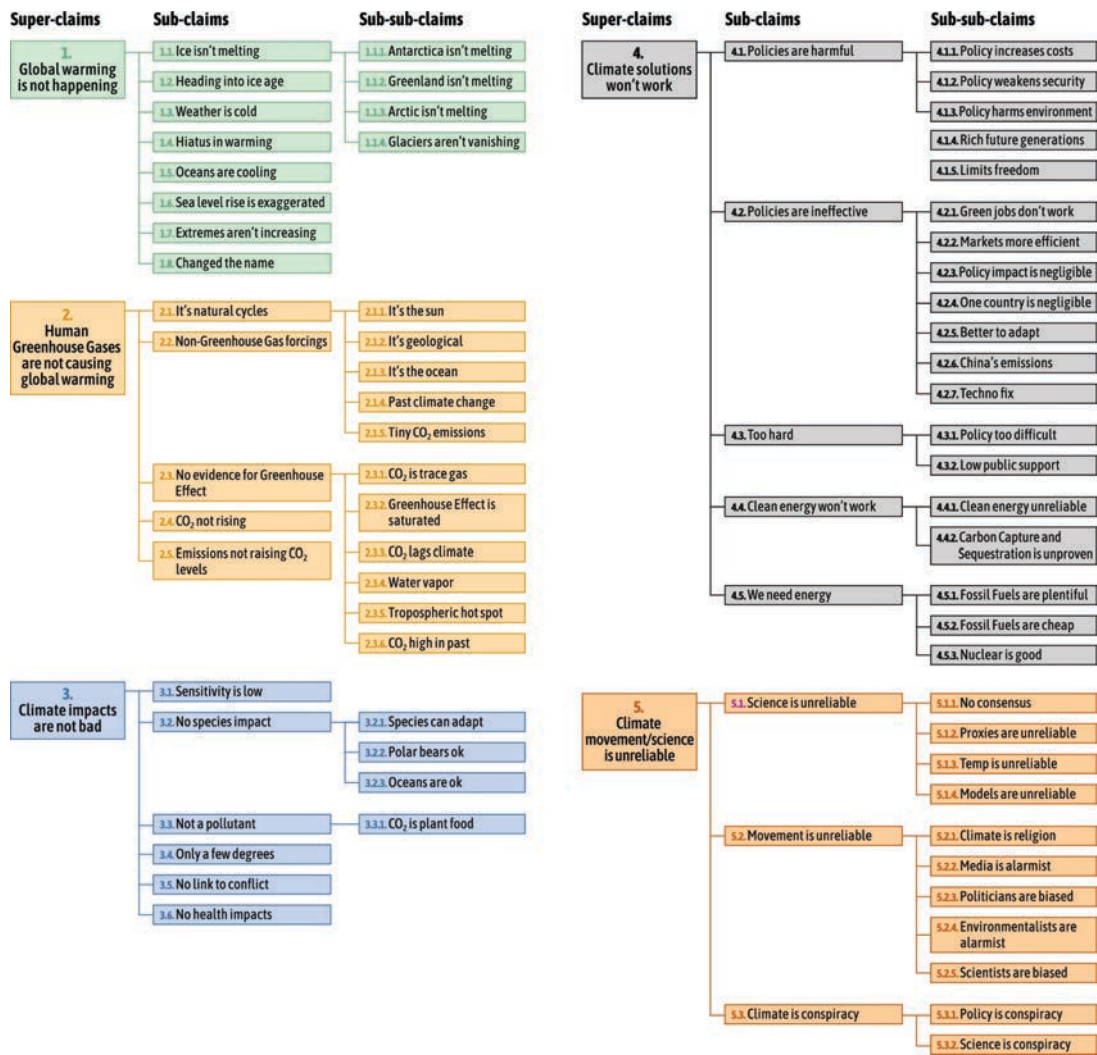 Super-claims
Sub-claims
Sub-sub-claims
1.
Global warming
is not happening
1.1. Ice isn't melting
1.2. Heading into ice age
1.3. Weather is cold
1.4. Hiatus in warming
1.5. Oceans are cooling
1.6. Sea level rise is exaggerated
1.7. Extremes aren't increasing
1.8. Changed the name
1.1.1. Antarctica isn't melting
1.1.2. Greenland isn't melting
1.1.3. Arctic isn't melting
1.1.4. Glaciers aren't vanishing
2.
Human
Greenhouse Gases
are not causing
global warming
2.1. It's natural cycles
2.2. Non-Greenhouse Gas forcings
2.1.1. It's the sun
2.1.2. It's geological
2.1.3. It's the ocean
2.1.4. Past climate change
2.1.5. Tiny CO₂ emissions
2.3. No evidence for Greenhouse
Effect
2.4. CO₂ not rising
2.5. Emissions not raising CO₂
levels
2.3.1. CO₂ is trace gas
2.3.2. Greenhouse Effect is
saturated
2.3.3. CO₂ lags climate
2.3.4. Water vapor
2.3.5. Tropospheric hot spot
2.3.6. CO₂ high in past
3.
Climate impacts
are not bad
3.1. Sensitivity is low
3.2. No species impact
3.2.1. Species can adapt
3.2.2. Polar bears ok
3.2.3. Oceans are ok
3.3. Not a pollutant
3.3.1. CO₂ is plant food
3.4. Only a few degrees
3.5. No link to conflict
3.6. No health impacts
Super-claims
Sub-claims
Sub-sub-claims
4.
Climate solutions
won't work
4.1. Policies are harmful
4.1.1. Policy increases costs
4.1.2. Policy weakens security
4.1.3. Policy harms environment
4.1.4. Rich future generations
4.1.5. Limits freedom
4.2. Policies are ineffective
4.2.1. Green jobs don't work
4.2.2. Markets more efficient
4.2.3. Policy impact is negligible
4.2.4. One country is negligible
4.2.5. Better to adapt
4.2.6. China's emissions
4.2.7. Techno fix
4.3. Too hard
4.3.1. Policy too difficult
4.3.2. Low public support
4.4. Clean energy won't work
4.4.1. Clean energy unreliable
4.4.2. Carbon Capture and
Sequestration is unproven
4.5. We need energy
4.5.1. Fossil Fuels are plentiful
4.5.2. Fossil Fuels are cheap
4.5.3. Nuclear is good
5.
Climate
movement/science
is unreliable
5.1. Science is unreliable
5.1.1. No consensus
5.1.2. Proxies are unreliable
5.1.3. Temp is unreliable
5.1.4. Models are unreliable
5.2. Movement is unreliable
5.2.1. Climate is religion
5.2.2. Media is alarmist
5.2.3. Politicians are biased
5.2.4. Environmentalists are
alarmist
5.2.5. Scientists are biased
5.3. Climate is conspiracy
5.3.1. Policy is conspiracy
5.3.2. Science is conspiracy